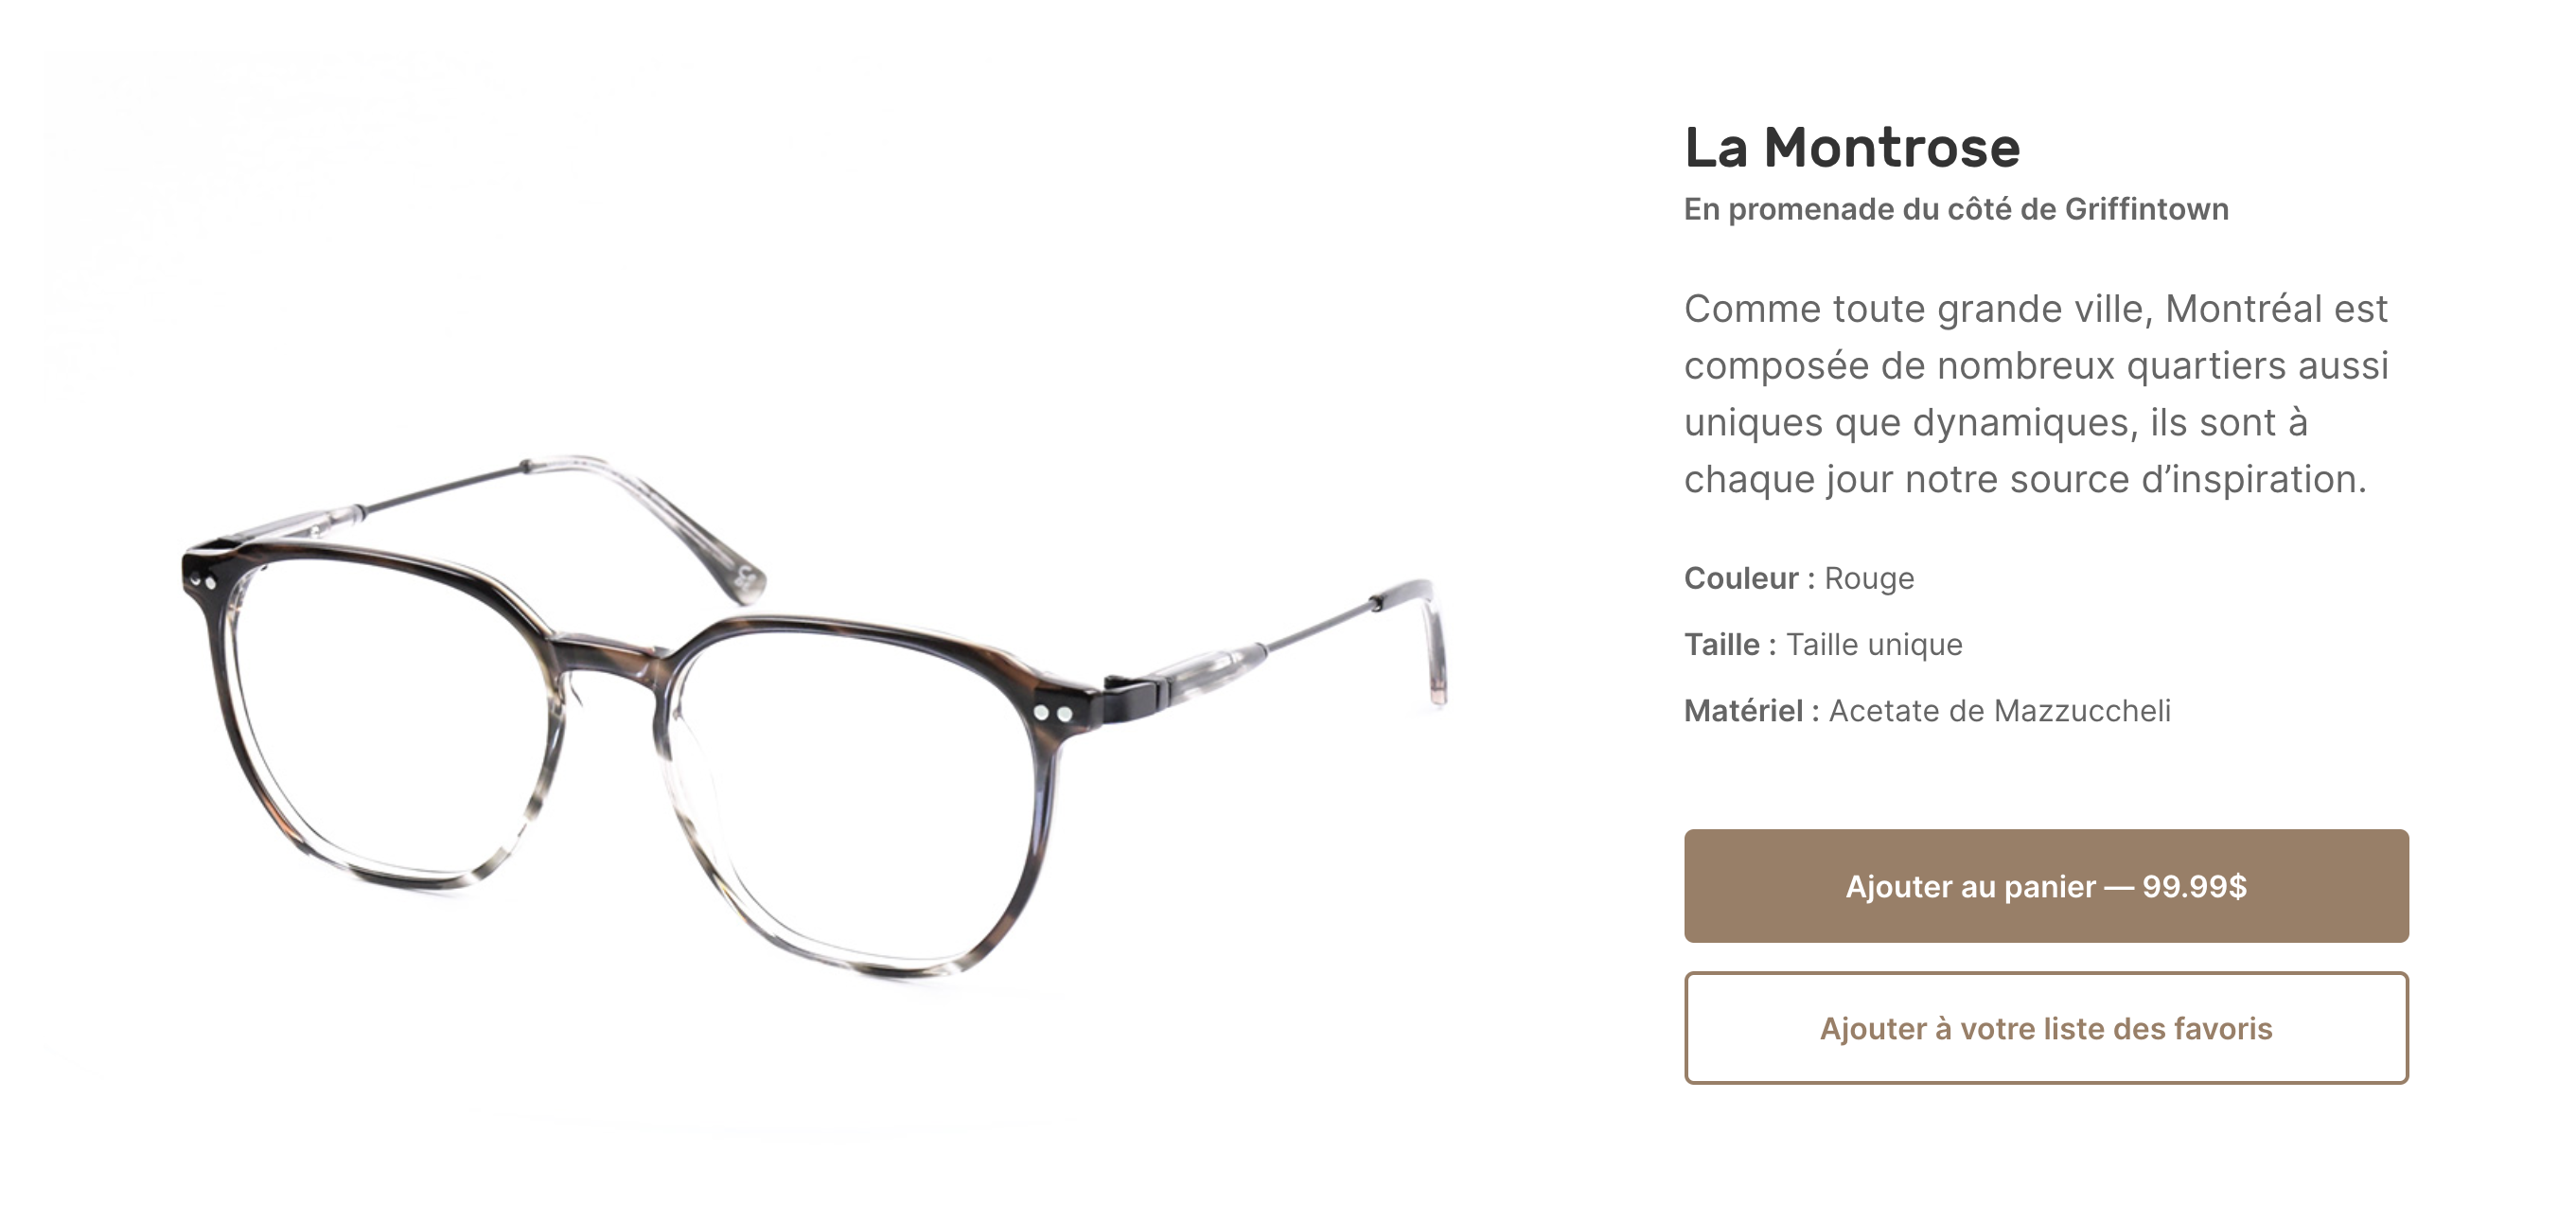 La Montrose
En promenade du côté de Griffintown
Comme toute grande ville, Montréal est
composée de nombreux quartiers aussi
uniques que dynamiques, ils sont à
chaque jour notre source d’inspiration.
Couleur : Rouge
Taille : Taille unique
Matériel : Acetate de Mazzuccheli
Ajouter au panier — 99.99$
Ajouter à votre liste des favoris